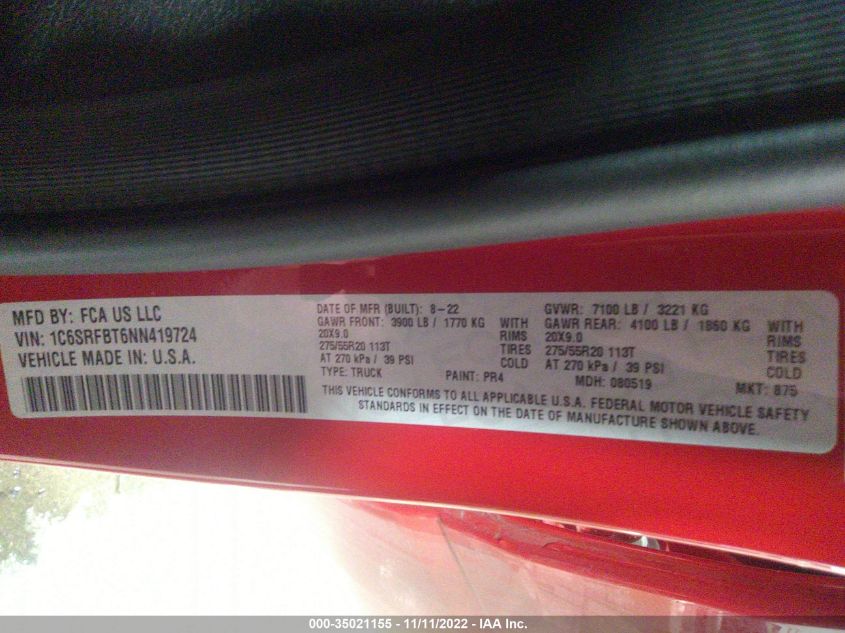 MFD BY: FCA US LLC
VIN: 1C6SRFBT6NN419724
VEHICLE MADE IN: U.S.A.
DATE OF MFR (BUILT): 8-22
GAWR FRONT: 3900 LB / 1770 KG WITH
20X9.0 RIMS
275/55R20 113T TIRES
AT 270 kPa / 39 PSI COLD
TYPE: TRUCK PAINT: PR4
GVWR: 7100 LB / 3221 KG
GAWR REAR: 4100 LB / 1860 KG WITH
20X9.0 RIMS
275/55R20 113T TIRES
AT 270 kPa / 39 PSI COLD
MDH: 080519 MKT: 875
THIS VEHICLE CONFORMS TO ALL APPLICABLE U.S.A. FEDERAL MOTOR VEHICLE SAFETY
STANDARDS IN EFFECT ON THE DATE OF MANUFACTURE SHOWN ABOVE.
000-35021155 - 11/11/2022 - IAA Inc.